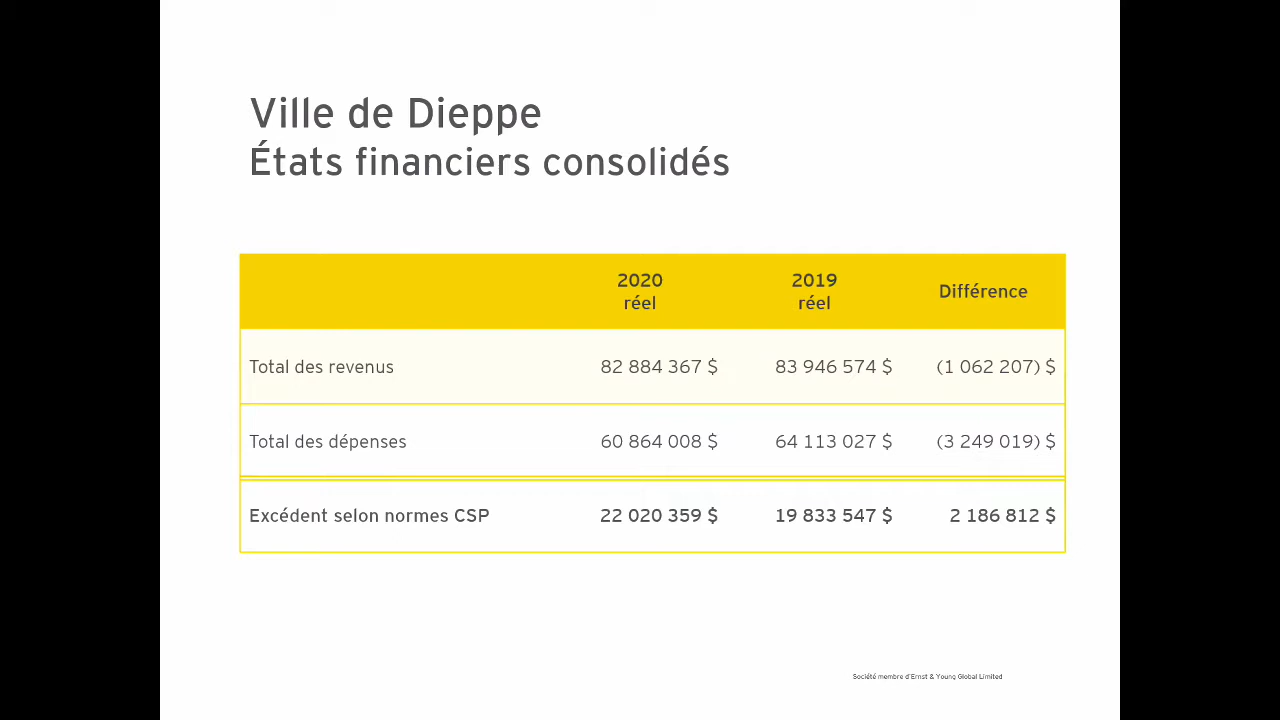 Ville de Dieppe
États financiers consolidés
2020 réel 2019 réel Différence
Total des revenus 82 884 367 $ 83 946 574 $ (1 062 207) $
Total des dépenses 60 864 008 $ 64 113 027 $ (3 249 019) $
Excédent selon normes CSP 22 020 359 $ 19 833 547 $ 2 186 812 $
Société membre d'Ernst & Young Global Limited